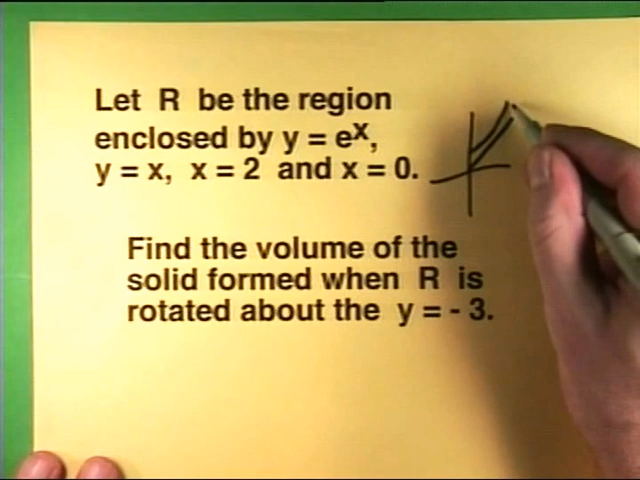 Let R be the region
enclosed by y = eˣ,
y = x, x = 2 and x = 0.
Find the volume of the
solid formed when R is
rotated about the y = - 3.